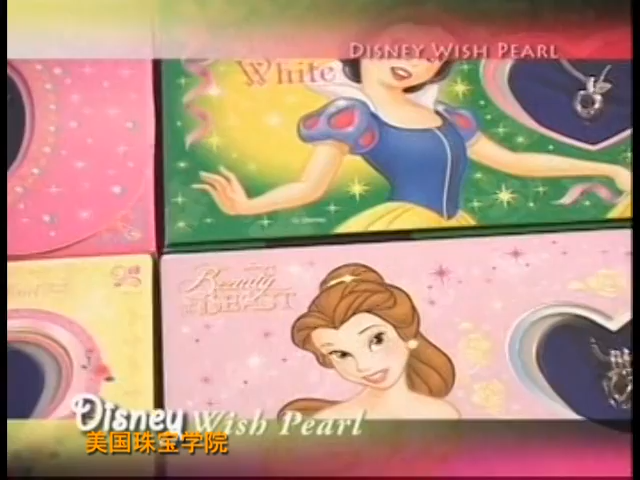 DISNEY WISH PEARL
White
Beauty
BEAST
Disney Wish Pearl
美国珠宝学院